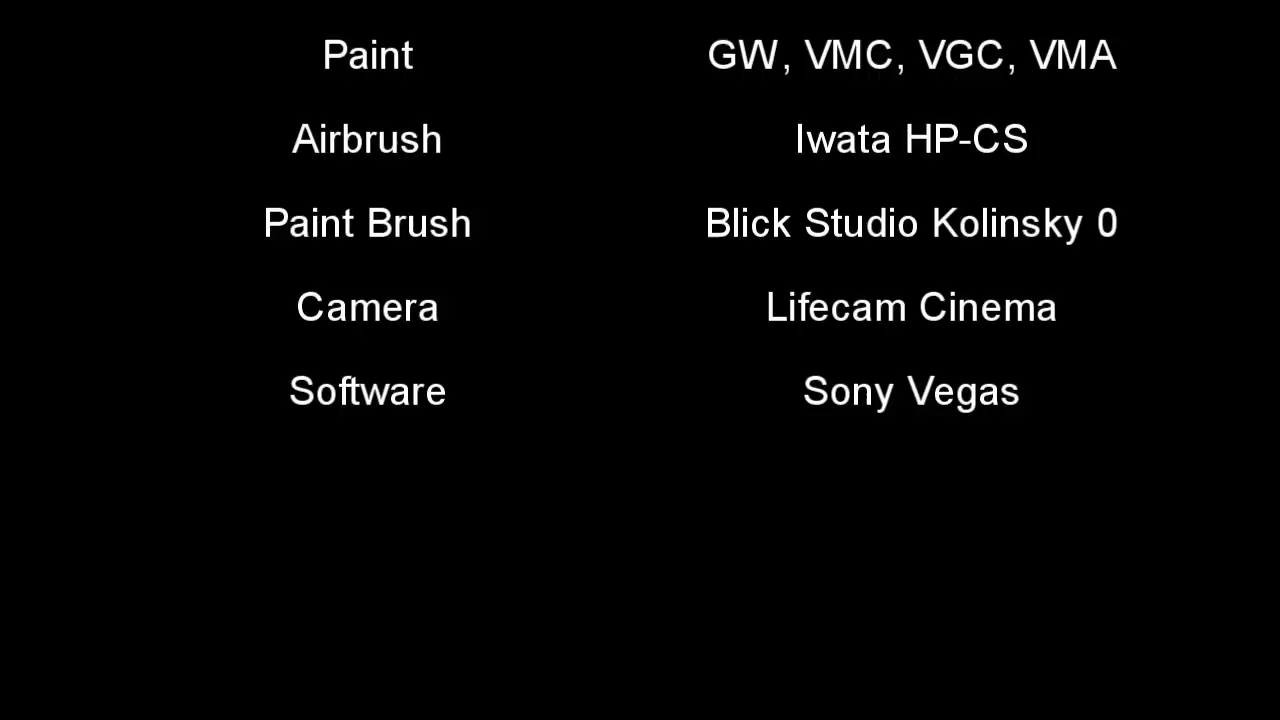 Paint GW, VMC, VGC, VMA
Airbrush Iwata HP-CS
Paint Brush Blick Studio Kolinsky 0
Camera Lifecam Cinema
Software Sony Vegas